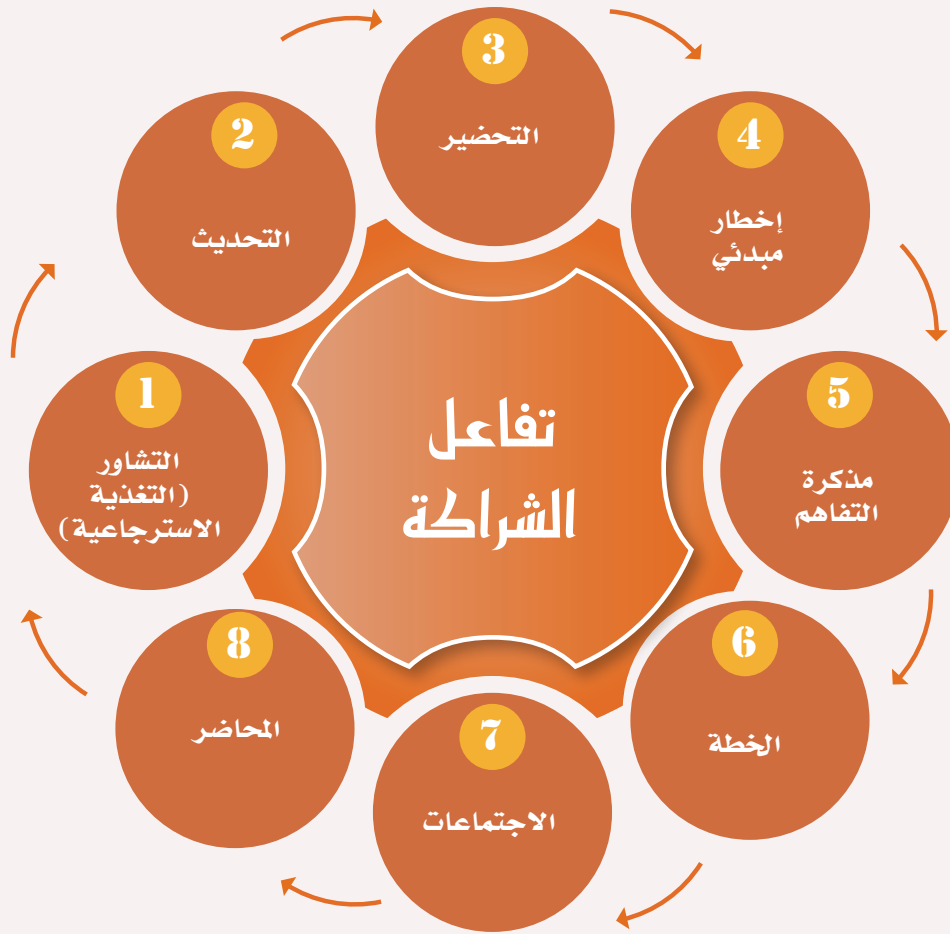 تفاعل
الشراكة
1
التشاور
(التغذية
الاسترجاعية)
2
التحديث
3
التحضير
4
إخطار
مبدئي
5
مذكرة
التفاهم
6
الخطة
7
الاجتماعات
8
المحاضر